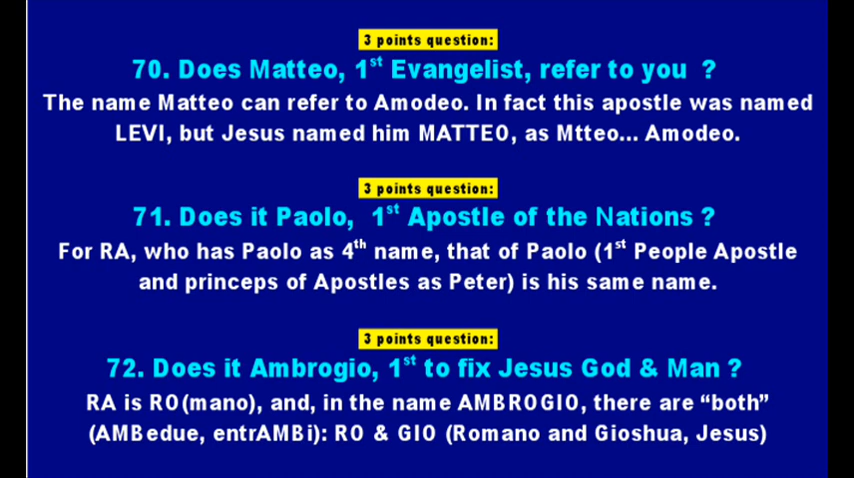 3 points question:
70. Does Matteo, 1st Evangelist, refer to you ?
The name Matteo can refer to Amodeo. In fact this apostle was named
LEVI, but Jesus named him MATTEO, as Mtteo... Amodeo.
3 points question:
71. Does it Paolo, 1st Apostle of the Nations ?
For RA, who has Paolo as 4th name, that of Paolo (1st People Apostle
and princeps of Apostles as Peter) is his same name.
3 points question:
72. Does it Ambrogio, 1st to fix Jesus God & Man ?
RA is RO(mano), and, in the name AMBROGIO, there are “both”
(AMBedue, entrAMBi): RO & GIO (Romano and Gioshua, Jesus)